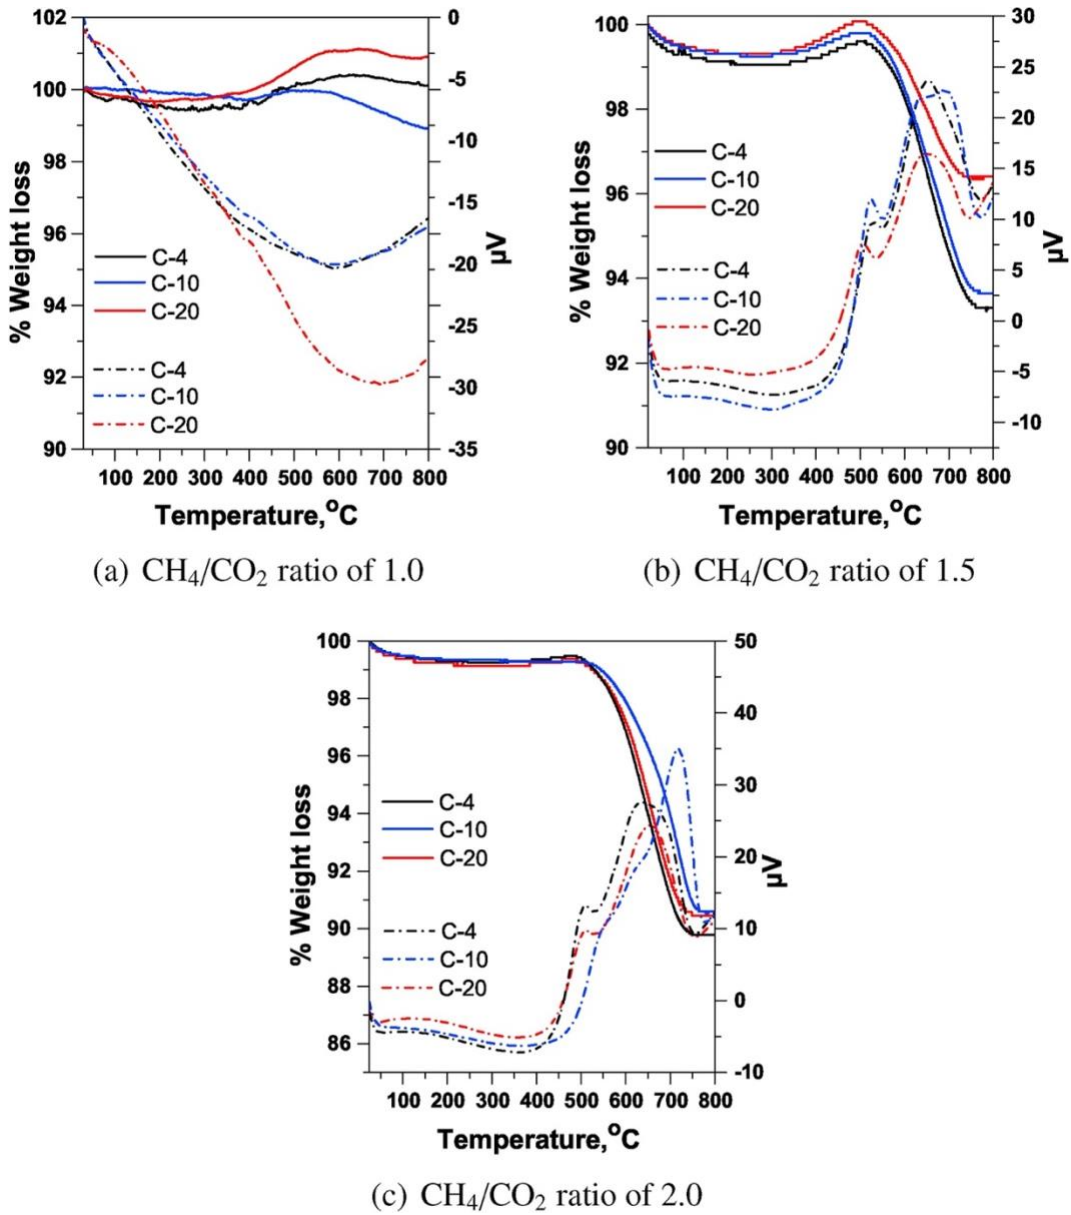 102
100
98
96
94
92
90
% Weight loss
C-4
C-10
C-20
C-4
C-10
C-20
0
-5
-10
-15
-20
-25
-30
-35
µV
100 200 300 400 500 600 700 800
Temperature,°C
(a) CH₄/CO₂ ratio of 1.0
100
98
96
94
92
90
% Weight loss
C-4
C-10
C-20
C-4
C-10
C-20
30
25
20
15
10
5
0
-5
-10
µV
100 200 300 400 500 600 700 800
Temperature,°C
(b) CH₄/CO₂ ratio of 1.5
100
98
96
94
92
90
88
86
% Weight loss
C-4
C-10
C-20
C-4
C-10
C-20
50
40
30
20
10
0
-10
µV
100 200 300 400 500 600 700 800
Temperature,°C
(c) CH₄/CO₂ ratio of 2.0